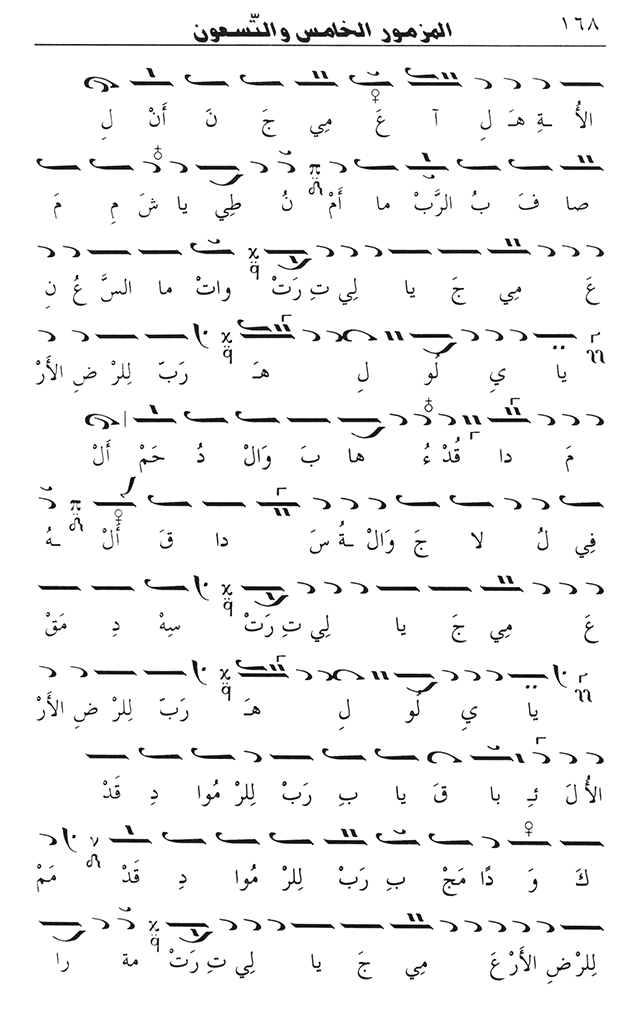 ١٦٨ المزمور الخامس والتّسعون
الأُ ـةِ هـَ لِ آ عَ مِي جَ نَ أَنْ لِ
صا فَ بُ الرَّبْ ما أَمْ نُ طِي يا شَ مِ مَ
عَ مِي جَ يا لِي تِ رَتْ واتْ ما السَّ عُ نِ
يا يِ لُو لِ هـَ رَبّ لِلرْ ضِ الأَرْ
مَ دا قُدْ ءُ ها بَ وَالْ دُ حَمْ أَلْ
فِي لُ لا جَ وَالْ ـةُ سَ دا قَ أَلْ ـهُ
عَ مِي جَ يا لِي تِ رَتْ سِهْ دِ مَقْ
يا يِ لُو لِ هـَ رَبّ لِلرْ ضِ الأَرْ
الأُ لَ ئِـ با قَ يا بِ رَبْ لِلرْ مُوا دِ قَدْ
كَ وَ دًا مَجْ بِ رَبْ لِلرْ مُوا دِ قَدْ مَمْ
لِلرْ ضِ الأَرْ عَ مِي جَ يا لِي تِ رَتْ مة را